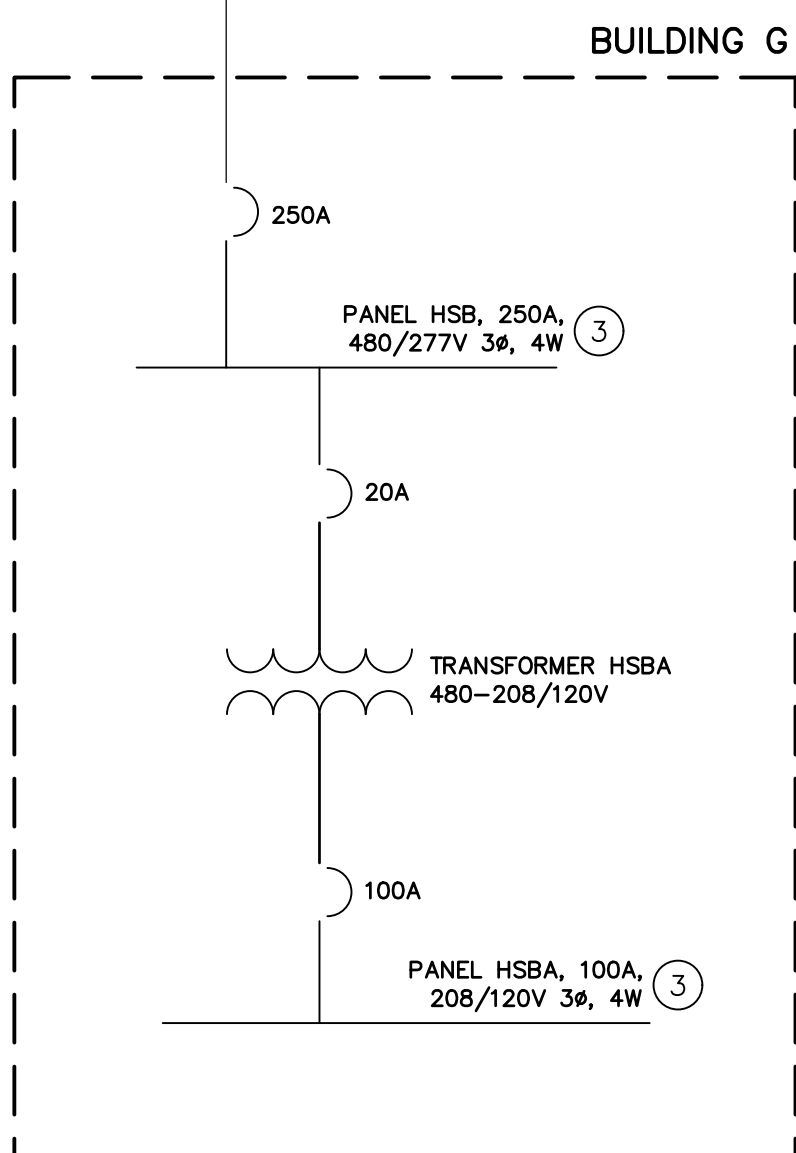 BUILDING G
250A
PANEL HSB, 250A,
480/277V 3ø, 4W
3
20A
TRANSFORMER HSBA
480-208/120V
100A
PANEL HSBA, 100A,
208/120V 3ø, 4W
3